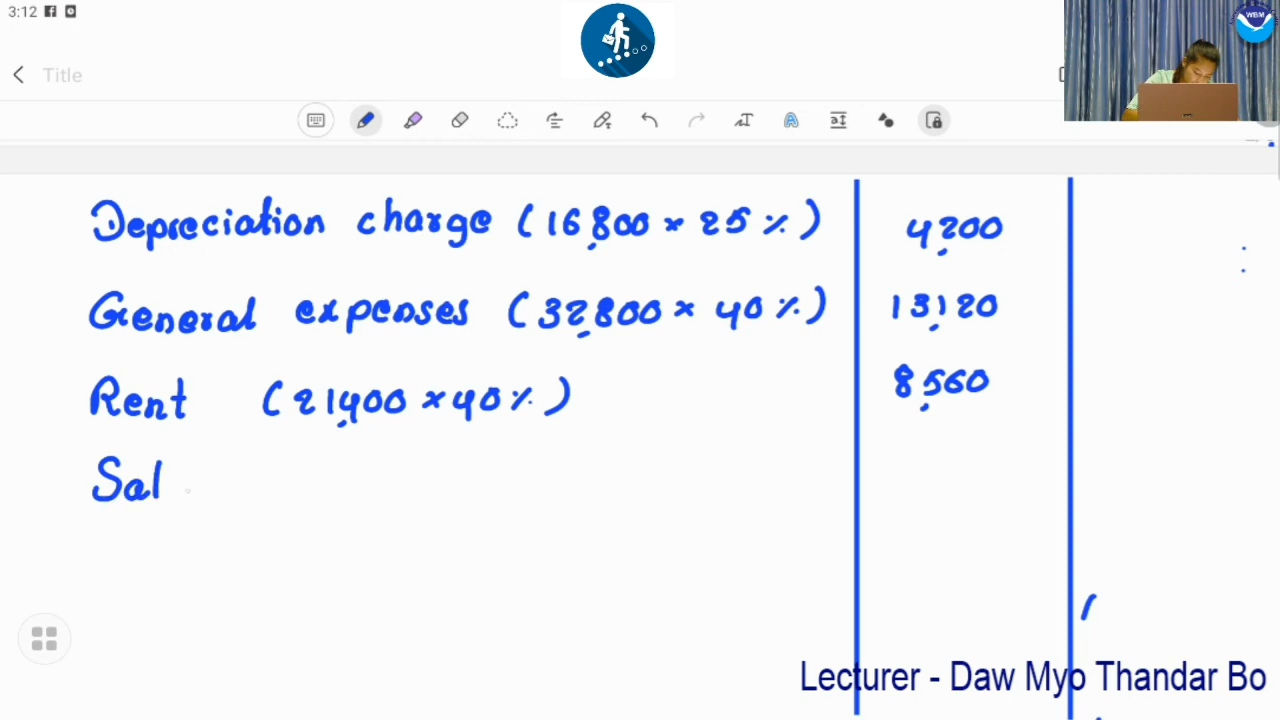 3:12
WBM
Title
Depreciation charge (16,800 × 25 %) 4,200
General expenses (32,800 × 40 %) 13,120
Rent (21,400 × 40 %) 8,560
Sal
Lecturer - Daw Myo Thandar Bo